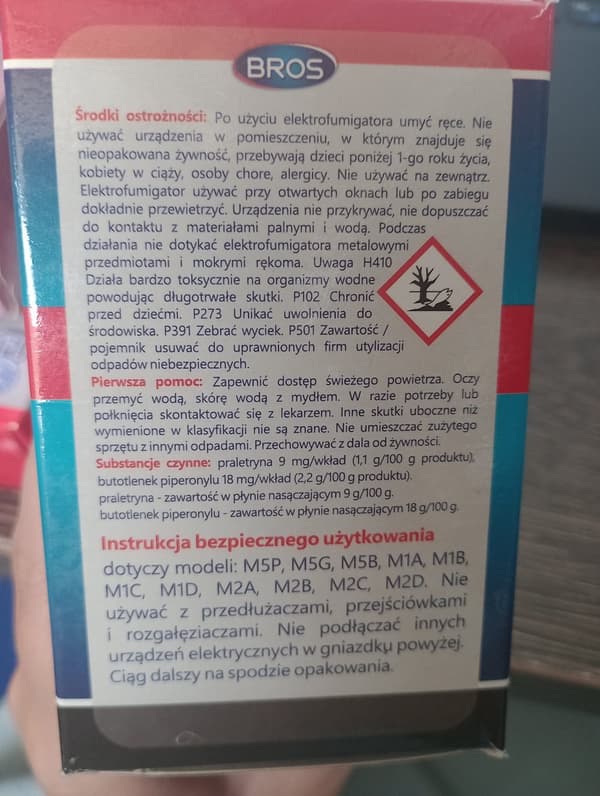 BROS
Środki ostrożności: Po użyciu elektrofumigatora umyć ręce. Nie
używać urządzenia w pomieszczeniu, w którym znajduje się
nieopakowana żywność, przebywają dzieci poniżej 1-go roku życia,
kobiety w ciąży, osoby chore, alergicy. Nie używać na zewnątrz.
Elektrofumigator używać przy otwartych oknach lub po zabiegu
dokładnie przewietrzyć. Urządzenia nie przykrywać, nie dopuszczać
do kontaktu z materiałami palnymi i wodą. Podczas
działania nie dotykać elektrofumigatora metalowymi
przedmiotami i mokrymi rękoma. Uwaga H410
Działa bardzo toksycznie na organizmy wodne
powodując długotrwałe skutki. P102 Chronić
przed dziećmi. P273 Unikać uwolnienia do
środowiska. P391 Zebrać wyciek. P501 Zawartość /
pojemnik usuwać do uprawnionych firm utylizacji
odpadów niebezpiecznych.
Pierwsza pomoc: Zapewnić dostęp świeżego powietrza. Oczy
przemyć wodą, skórę wodą z mydłem. W razie potrzeby lub
połknięcia skontaktować się z lekarzem. Inne skutki uboczne niż
wymienione w klasyfikacji nie są znane. Nie umieszczać zużytego
sprzętu z innymi odpadami. Przechowywać z dala od żywności.
Substancje czynne: praletryna 9 mg/wkład (1,1 g/100 g produktu),
butotlenek piperonylu 18 mg/wkład (2,2 g/100 g produktu).
praletryna - zawartość w płynie nasączającym 9 g/100g.
butotlenek piperonylu - zawartość w płynie nasączającym 18 g/100g.
Instrukcja bezpiecznego użytkowania
dotyczy modeli: M5P, M5G, M5B, M1A, M1B,
M1C, M1D, M2A, M2B, M2C, M2D. Nie
używać z przedłużaczami, przejściówkami
i rozgałęziaczami. Nie podłączać innych
urządzeń elektrycznych w gniazdku powyżej.
Ciąg dalszy na spodzie opakowania.